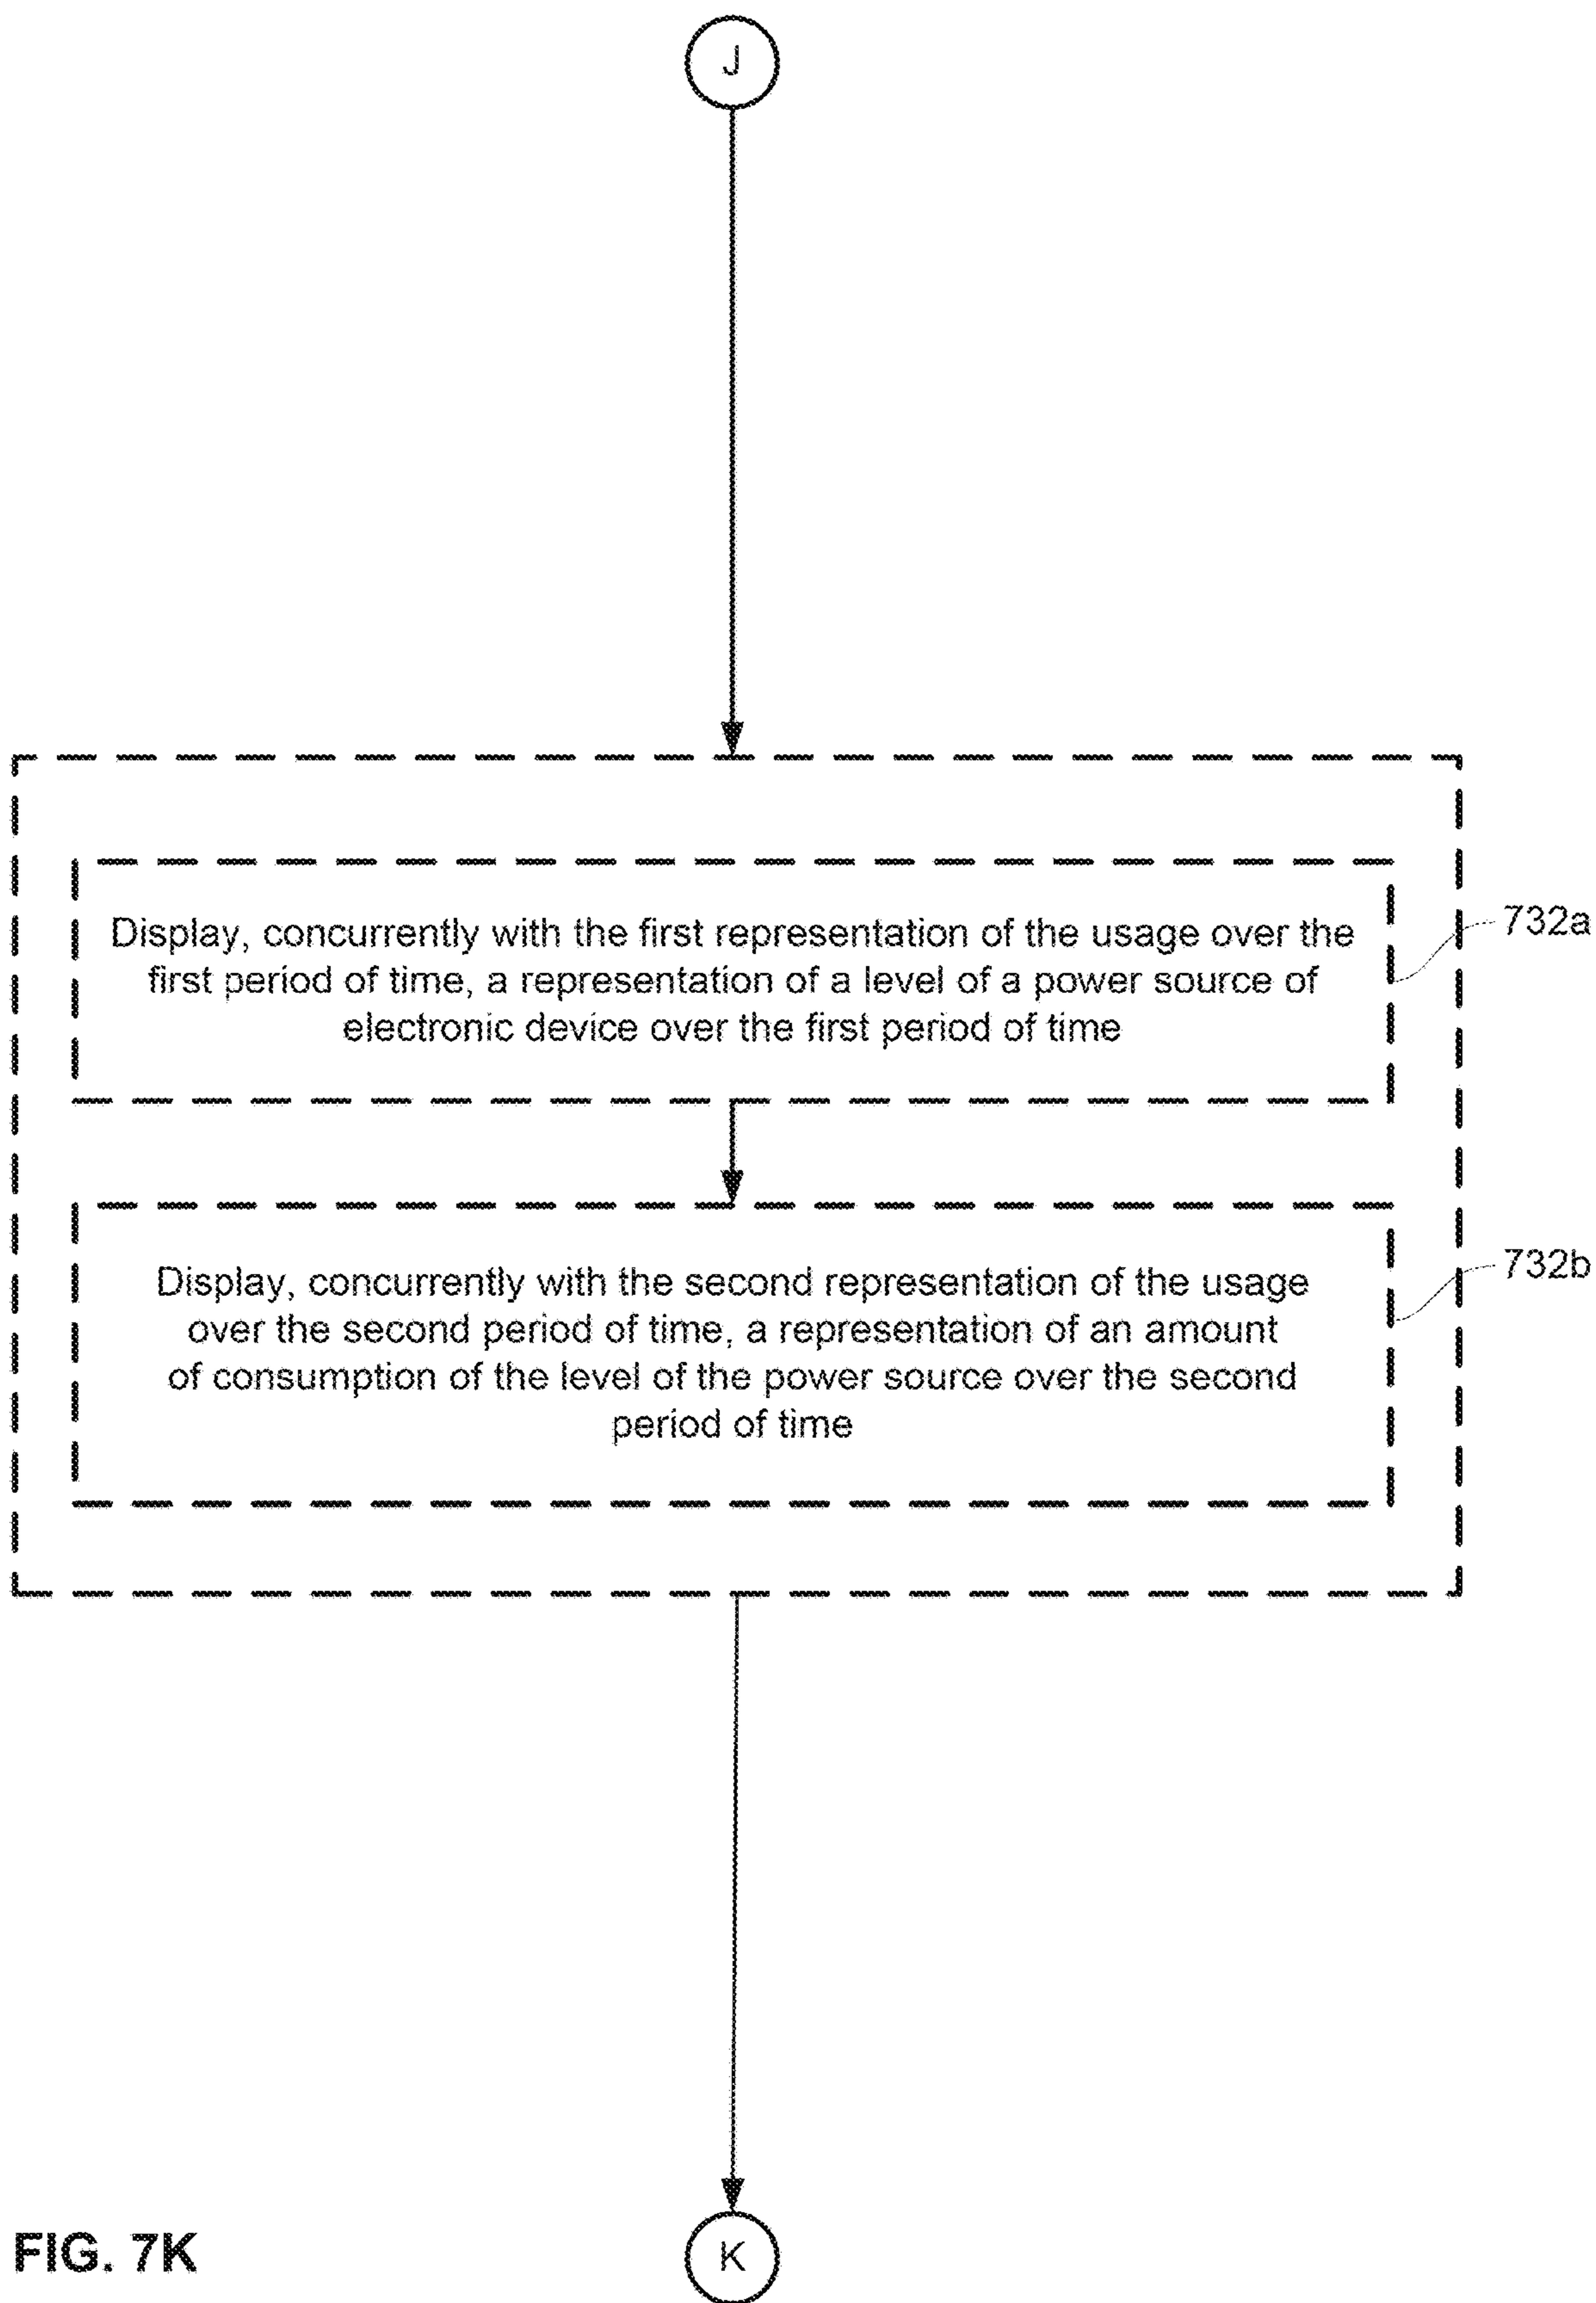 J
Display, concurrently with the first representation of the usage over the
first period of time, a representation of a level of a power source of
electronic device over the first period of time
732a
Display, concurrently with the second representation of the usage
over the second period of time, a representation of an amount
of consumption of the level of the power source over the second
period of time
732b
K
FIG. 7K